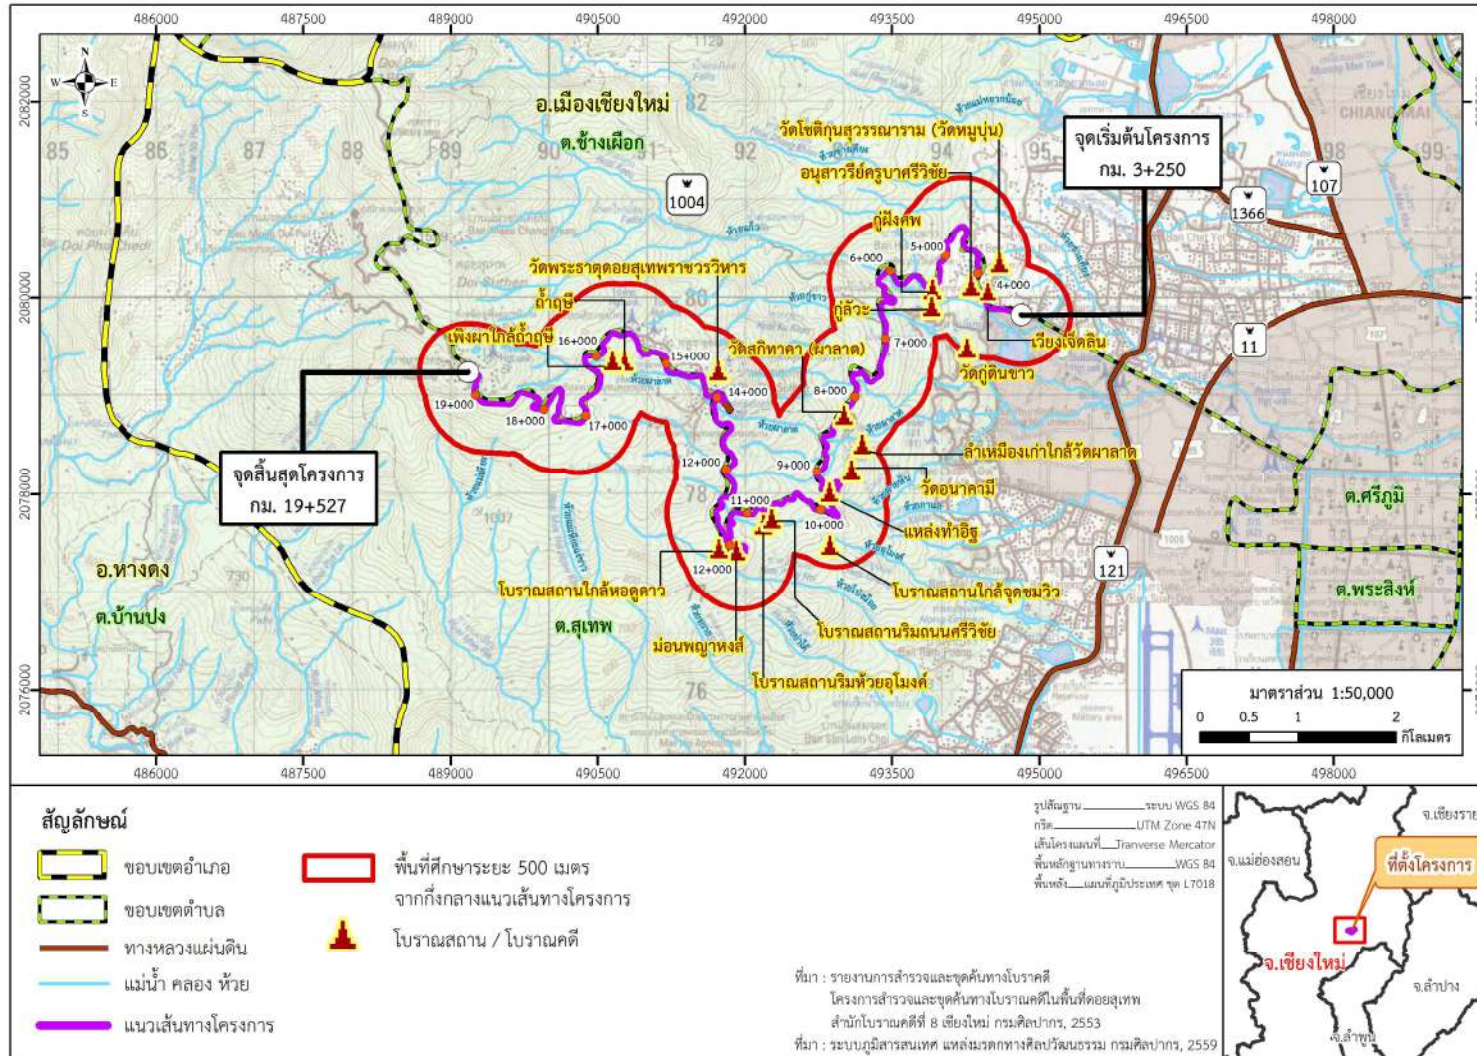 486000 487500 489000 490500 492000 493500 495000 496500 498000
2082000
2080000
2078000
2076000
N
W E
S
อ.เมืองเชียงใหม่
ต.ช้างเผือก
1004
วัดโชติกุนสุวรรณาราม (วัดหมูบุ่น)
อนุสาวรีย์ครูบาศรีวิชัย
กู่ฝังศพ
จุดเริ่มต้นโครงการ
กม. 3+250
107
1366
CHIANG MAI
85 86 87 88 89 90 91 92 94 95 97 98 99
82
วัดพระธาตุดอยสุเทพราชวรวิหาร
ถ้ำฤษี
เพิงผาใกล้ถ้ำฤษี
วัดสกิทาคา (ผาลาด)
กู่ลัวะ
เวียงเจ็ดลิน
วัดกู่ดินขาว
11
80
4+000
5+000
6+000
7+000
8+000
9+000
10+000
11+000
12+000
12+000
14+000
15+000
16+000
17+000
18+000
19+000
จุดสิ้นสุดโครงการ
กม. 19+527
ลำเหมืองเก่าใกล้วัดผาลาด
วัดอนาคามี
แหล่งทำอิฐ
78
ต.ศรีภูมิ
ต.พระสิงห์
121
อ.หางดง
ต.บ้านปง
ต.สุเทพ
โบราณสถานใกล้หอดูดาว
ม่อนพญาหงส์
โบราณสถานริมห้วยอุโมงค์
โบราณสถานริมถนนศรีวิชัย
โบราณสถานใกล้จุดชมวิว
76
มาตราส่วน 1:50,000
0 0.5 1 2
กิโลเมตร
486000 487500 489000 490500 492000 493500 495000 496500 498000
สัญลักษณ์
ขอบเขตอำเภอ
ขอบเขตตำบล
ทางหลวงแผ่นดิน
แม่น้ำ คลอง ห้วย
แนวเส้นทางโครงการ
พื้นที่ศึกษาระยะ 500 เมตร
จากกึ่งกลางแนวเส้นทางโครงการ
โบราณสถาน / โบราณคดี
รูปสัณฐาน ระบบ WGS 84
กริด UTM Zone 47N
เส้นโครงแผนที่ Tranverse Mercator
พื้นหลักฐานทางราบ WGS 84
พื้นหลัง แผนที่ภูมิประเทศ ชุด L7018
ที่มา : รายงานการสำรวจและขุดค้นทางโบราคดี
โครงการสำรวจและขุดค้นทางโบราณคดีในพื้นที่ดอยสุเทพ
สำนักโบราณคดีที่ 8 เชียงใหม่ กรมศิลปากร, 2553
ที่มา : ระบบภูมิสารสนเทศ แหล่งมรดกทางศิลปวัฒนธรรม กรมศิลปากร, 2559
จ.เชียงราย
จ.แม่ฮ่องสอน
ที่ตั้งโครงการ
จ.เชียงใหม่
จ.ลำปาง
จ.ลำพูน